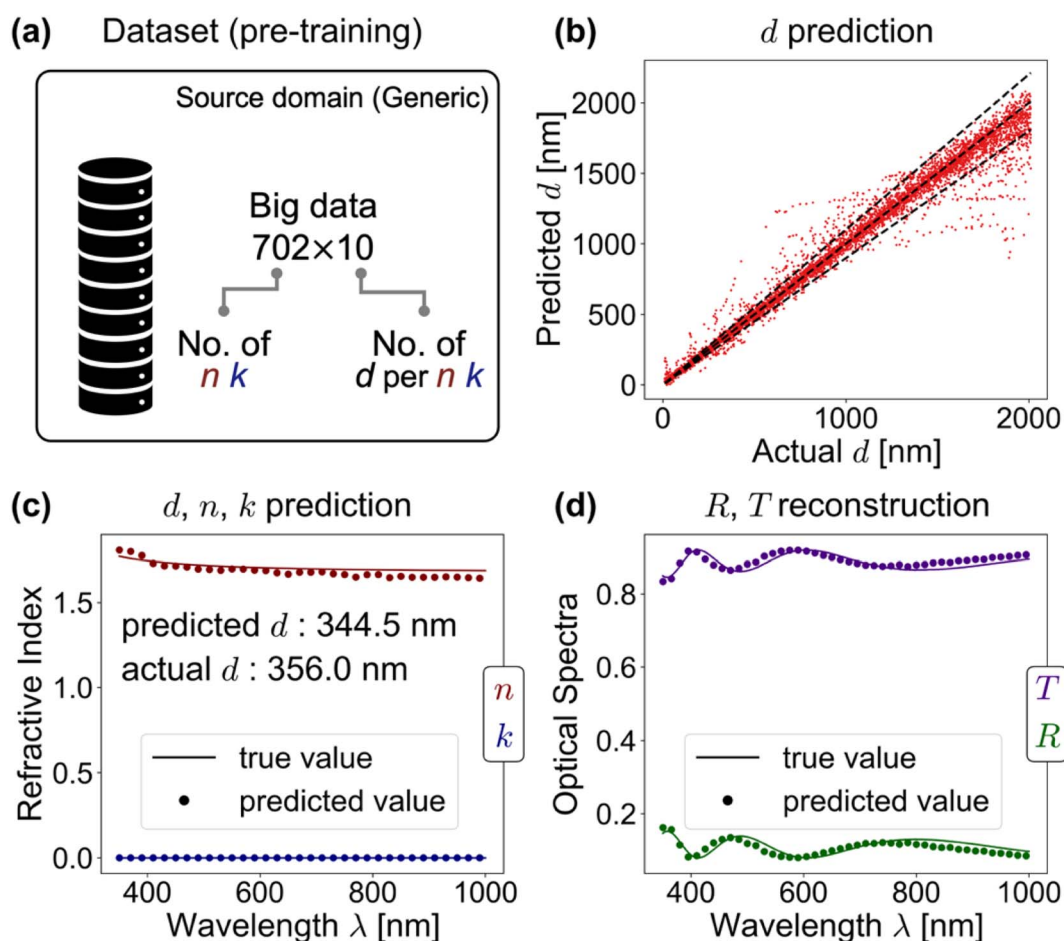 (a) Dataset (pre-training)
Source domain (Generic)
Big data
702×10
No. of
n k
No. of
d per n k
(b) d prediction
Predicted d [nm]
2000
1500
1000
500
0
0
1000
2000
Actual d [nm]
(c) d, n, k prediction
Refractive Index
1.5
1.0
0.5
0.0
predicted d : 344.5 nm
actual d : 356.0 nm
n
k
true value
predicted value
400
600
800
1000
Wavelength λ [nm]
(d) R, T reconstruction
Optical Spectra
0.8
0.6
0.4
0.2
T
R
true value
predicted value
400
600
800
1000
Wavelength λ [nm]